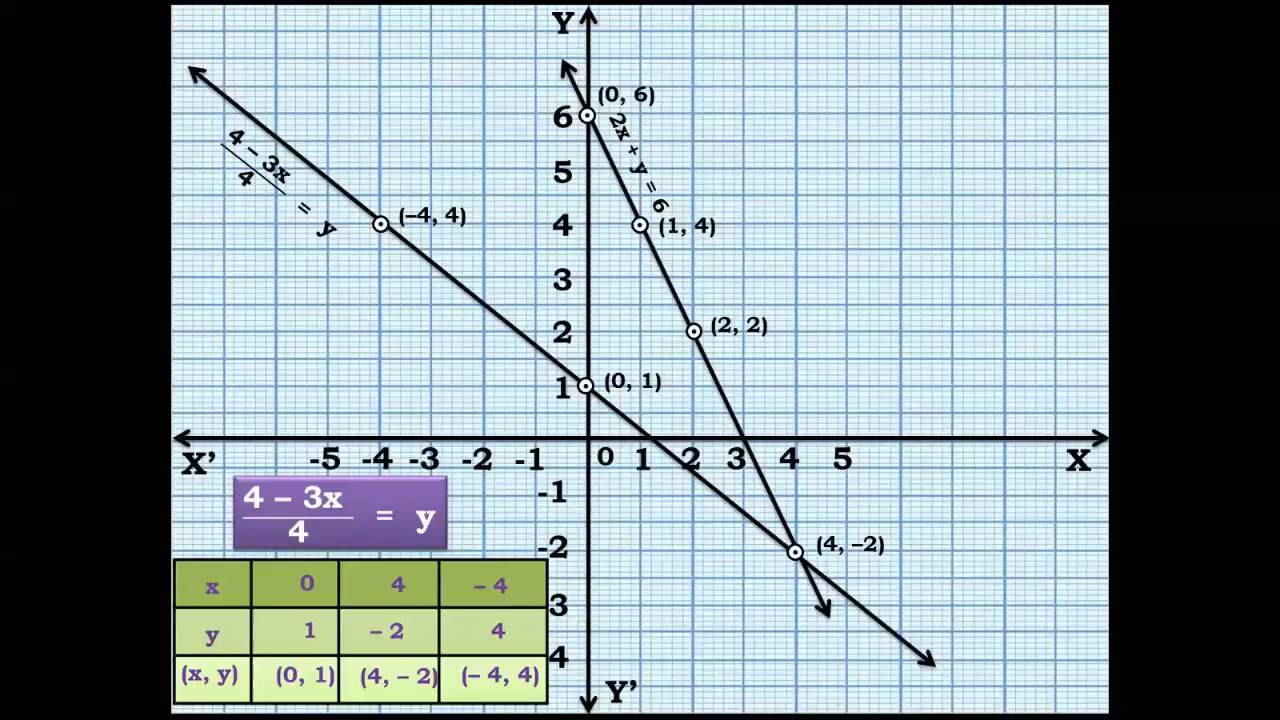 Y
(0, 6)
6
2x + y = 6
5
4 – 3x
4
= y
(–4, 4)
4
(1, 4)
3
2
(2, 2)
1
(0, 1)
X' -5 -4 -3 -2 -1 0 1 2 3 4 5 X
-1
4 – 3x
4
= y
-2
(4, –2)
x 0 4 – 4
3
y 1 – 2 4
4
(x, y) (0, 1) (4, – 2) (– 4, 4)
Y'